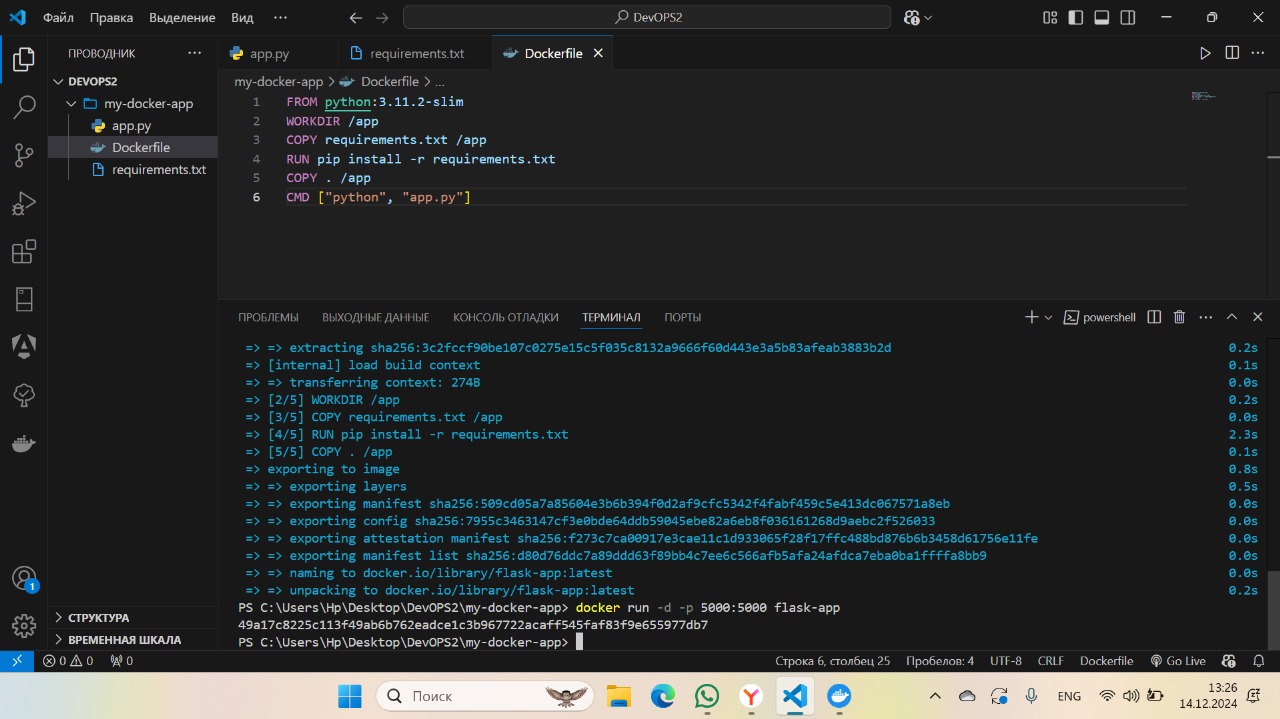 Файл Правка Выделение Вид ··· DevOPS2
ПРОВОДНИК ···
DEVOPS2
my-docker-app
app.py
Dockerfile
requirements.txt
СТРУКТУРА
ВРЕМЕННАЯ ШКАЛА
1
app.py requirements.txt Dockerfile
my-docker-app > Dockerfile > ...
1 FROM python:3.11.2-slim
2 WORKDIR /app
3 COPY requirements.txt /app
4 RUN pip install -r requirements.txt
5 COPY . /app
6 CMD ["python", "app.py"]
ПРОБЛЕМЫ ВЫХОДНЫЕ ДАННЫЕ КОНСОЛЬ ОТЛАДКИ ТЕРМИНАЛ ПОРТЫ powershell
=> => extracting sha256:3c2fccf90be107c0275e15c5f035c8132a9666f60d443e3a5b83afeab3883b2d 0.2s
=> [internal] load build context 0.1s
=> => transferring context: 274B 0.0s
=> [2/5] WORKDIR /app 0.2s
=> [3/5] COPY requirements.txt /app 0.0s
=> [4/5] RUN pip install -r requirements.txt 2.3s
=> [5/5] COPY . /app 0.1s
=> exporting to image 0.8s
=> => exporting layers 0.5s
=> => exporting manifest sha256:509cd05a7a85604e3b6b394f0d2af9cfc5342f4fabf459c5e413dc067571a8eb 0.0s
=> => exporting config sha256:7955c3463147cf3e0bde64ddb59045ebe82a6eb8f036161268d9aebc2f526033 0.0s
=> => exporting attestation manifest sha256:f273c7ca00917e3cae11c1d933065f28f17ffc488bd876b6b3458d61756e11fe 0.0s
=> => exporting manifest list sha256:d80d76ddc7a89ddd63f89bb4c7ee6c566afb5afa24afdca7eba0ba1ffffa8bb9 0.0s
=> => naming to docker.io/library/flask-app:latest 0.0s
=> => unpacking to docker.io/library/flask-app:latest 0.2s
PS C:\Users\Hp\Desktop\DevOPS2\my-docker-app> docker run -d -p 5000:5000 flask-app
49a17c8225c113f49ab6b762eadce1c3b967722acaff545faf83f9e655977db7
PS C:\Users\Hp\Desktop\DevOPS2\my-docker-app>
0 0 0 Строка 6, столбец 25 Пробелов: 4 UTF-8 CRLF Dockerfile Go Live
Поиск ENG 13:26
14.12.2024